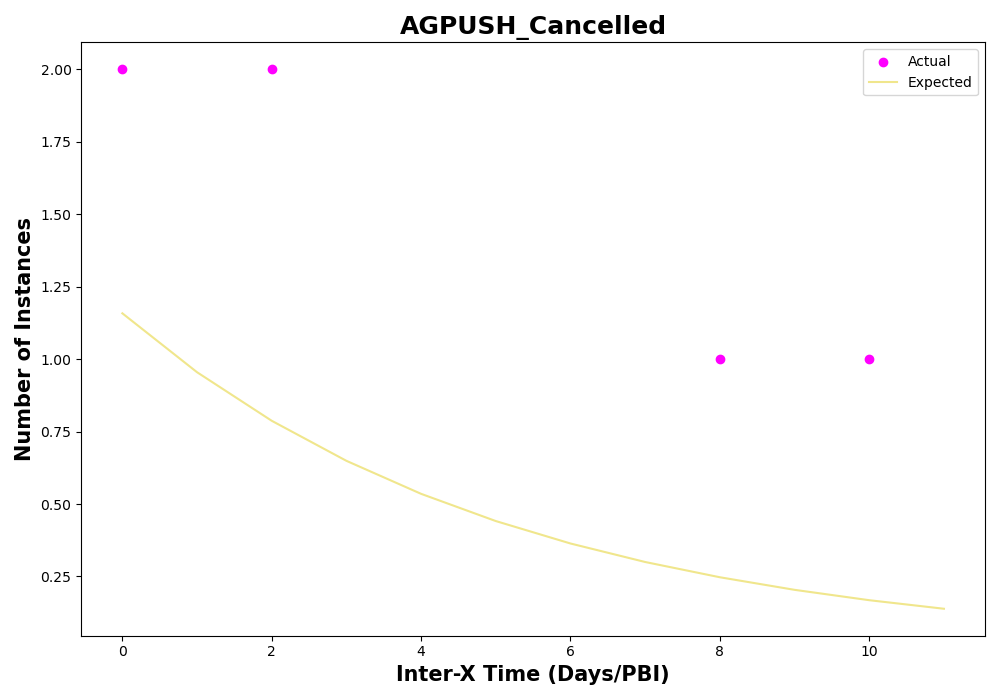 AGPUSH_Cancelled
Actual
Expected
Number of Instances
2.00
1.75
1.50
1.25
1.00
0.75
0.50
0.25
0 2 4 6 8 10
Inter-X Time (Days/PBI)